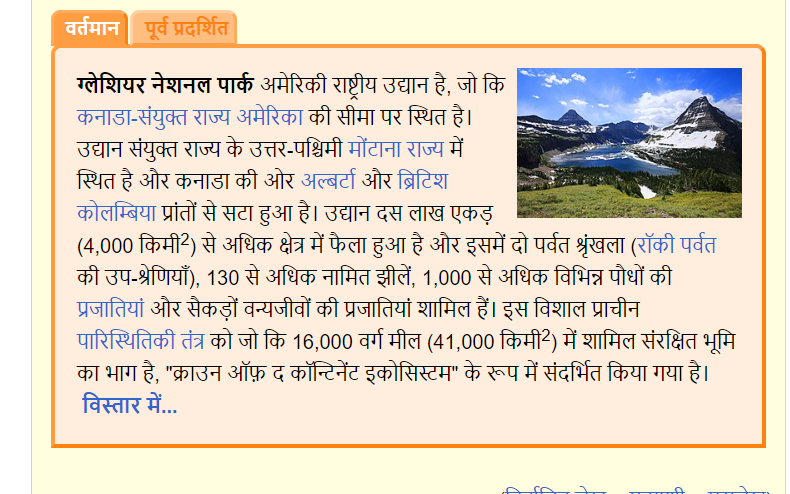 वर्तमान पूर्व प्रदर्शित
ग्लेशियर नेशनल पार्क अमेरिकी राष्ट्रीय उद्यान है, जो कि
कनाडा-संयुक्त राज्य अमेरिका की सीमा पर स्थित है।
उद्यान संयुक्त राज्य के उत्तर-पश्चिमी मोंटाना राज्य में
स्थित है और कनाडा की ओर अल्बर्टा और ब्रिटिश
कोलम्बिया प्रांतों से सटा हुआ है। उद्यान दस लाख एकड़
(4,000 किमी²) से अधिक क्षेत्र में फैला हुआ है और इसमें दो पर्वत श्रृंखला (रॉकी पर्वत
की उप-श्रेणियाँ), 130 से अधिक नामित झीलें, 1,000 से अधिक विभिन्न पौधों की
प्रजातियां और सैकड़ों वन्यजीवों की प्रजातियां शामिल हैं। इस विशाल प्राचीन
पारिस्थितिकी तंत्र को जो कि 16,000 वर्ग मील (41,000 किमी²) में शामिल संरक्षित भूमि
का भाग है, "क्राउन ऑफ़ द कॉन्टिनेंट इकोसिस्टम" के रूप में संदर्भित किया गया है।
विस्तार में...